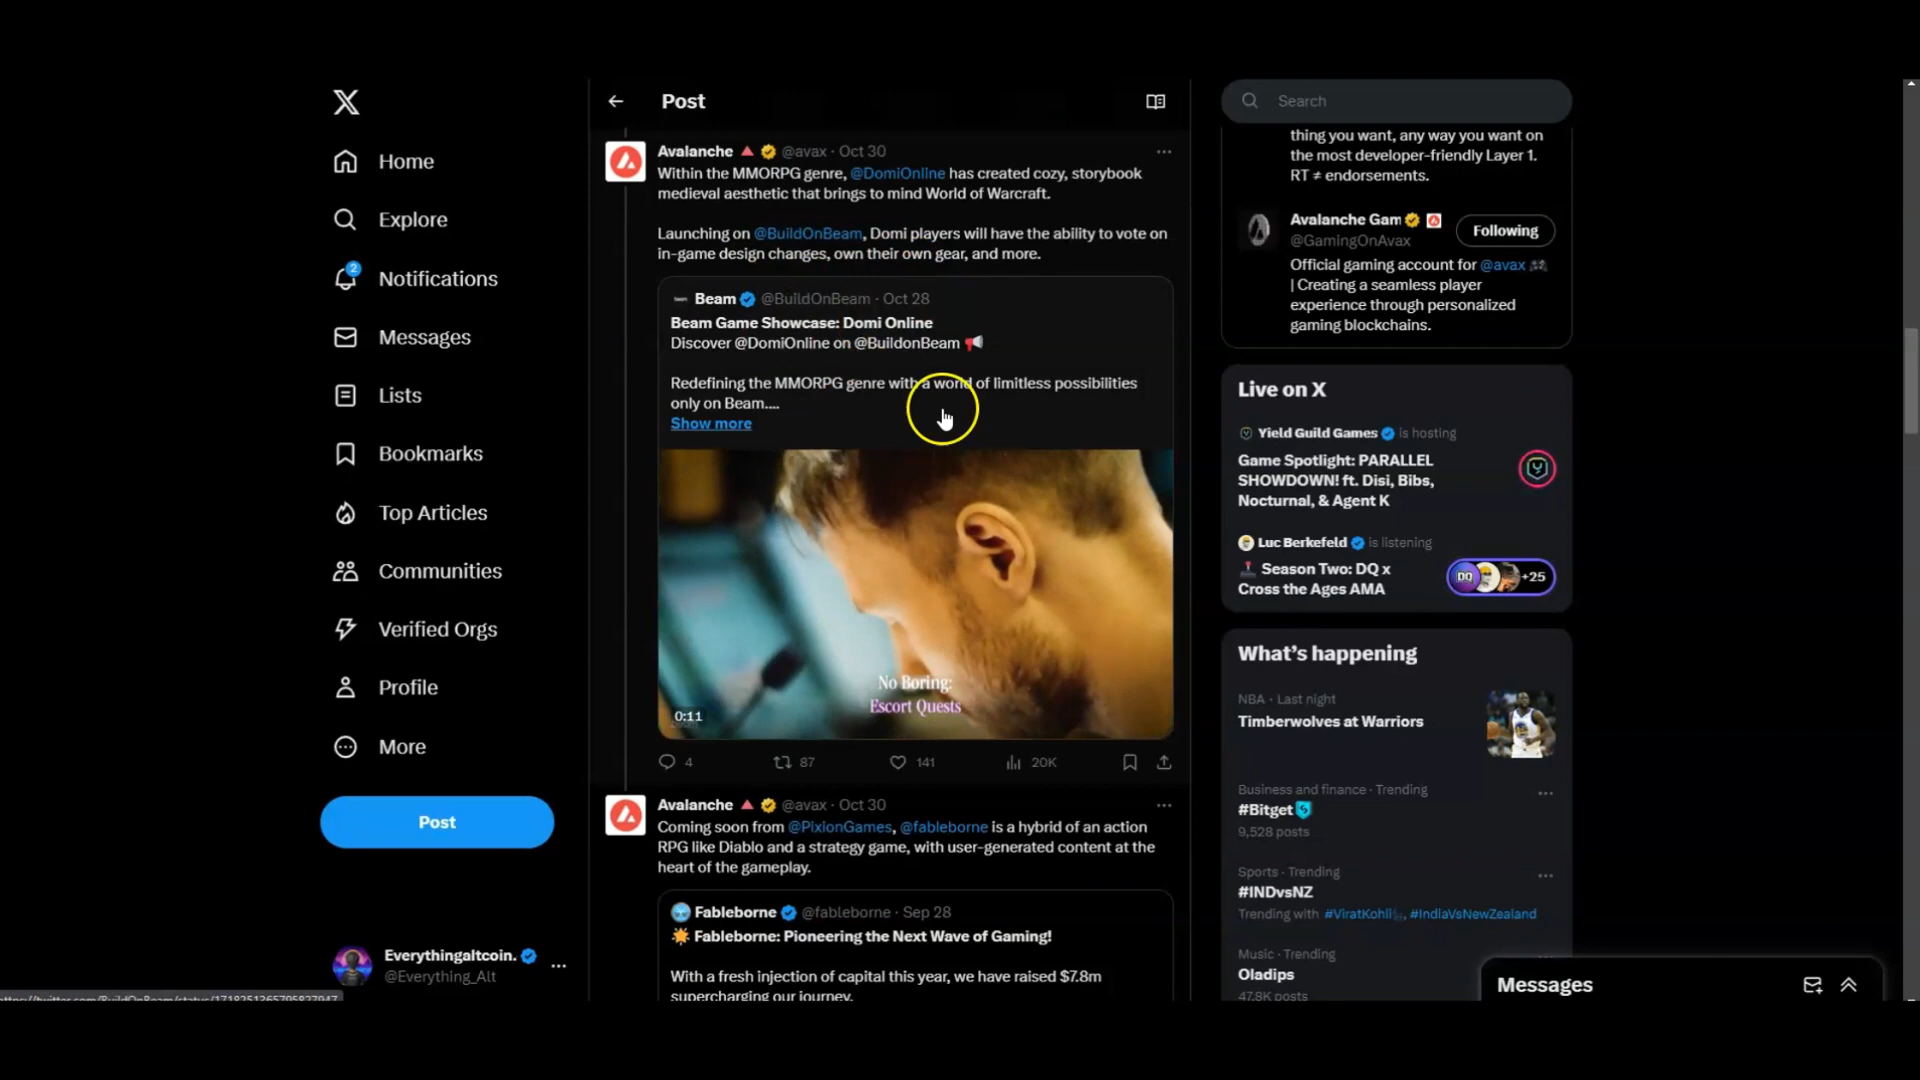 Home
Explore
2
Notifications
Messages
Lists
Bookmarks
Top Articles
Communities
Verified Orgs
Profile
More
Post
Everythingaltcoin.
@Everything_Alt
Post
Avalanche @avax · Oct 30
Within the MMORPG genre, @DomiOnline has created cozy, storybook
medieval aesthetic that brings to mind World of Warcraft.
Launching on @BuildOnBeam, Domi players will have the ability to vote on
in-game design changes, own their own gear, and more.
Beam @BuildOnBeam · Oct 28
Beam Game Showcase: Domi Online
Discover @DomiOnline on @BuildonBeam
Redefining the MMORPG genre with a world of limitless possibilities
only on Beam....
Show more
No Boring:
Escort Quests
0:11
4 87 141 20K
Avalanche @avax · Oct 30
Coming soon from @PixionGames, @fableborne is a hybrid of an action
RPG like Diablo and a strategy game, with user-generated content at the
heart of the gameplay.
Fableborne @fableborne · Sep 28
Fableborne: Pioneering the Next Wave of Gaming!
With a fresh injection of capital this year, we have raised $7.8m
supercharging our journey.
Search
thing you want, any way you want on
the most developer-friendly Layer 1.
RT ≠ endorsements.
Avalanche Gam
@GamingOnAvax
Following
Official gaming account for @avax
| Creating a seamless player
experience through personalized
gaming blockchains.
Live on X
Yield Guild Games is hosting
Game Spotlight: PARALLEL
SHOWDOWN! ft. Disi, Bibs,
Nocturnal, & Agent K
Luc Berkefeld is listening
Season Two: DQ x
Cross the Ages AMA
DQ
+25
What's happening
NBA · Last night
Timberwolves at Warriors
Business and finance · Trending
#Bitget
9,528 posts
Sports · Trending
#INDvsNZ
Trending with #ViratKohli, #IndiaVsNewZealand
Music · Trending
Oladips
47.8K posts
Messages